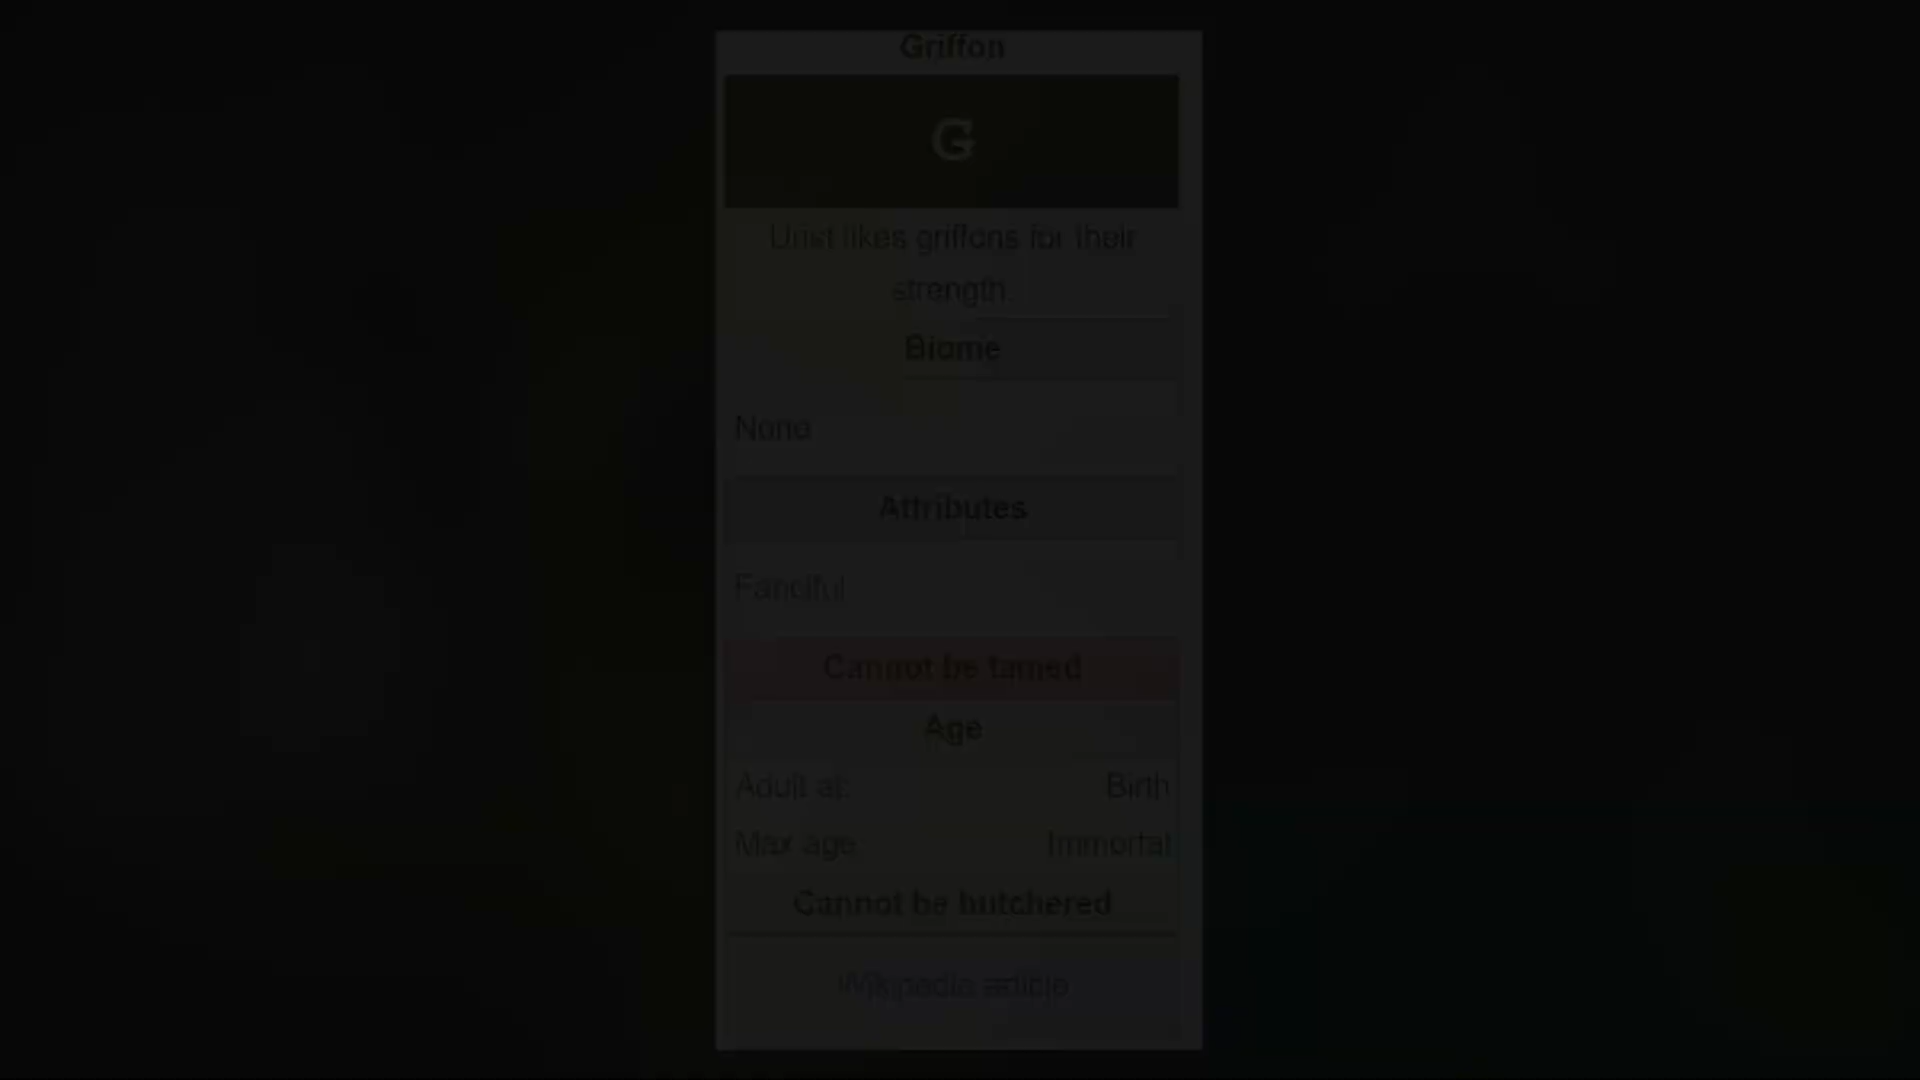 Griffon
G
Urist likes griffons for their
strength.
Biome
None
Attributes
Fanciful
Cannot be tamed
Age
Adult at: Birth
Max age: Immortal
Cannot be butchered
Wikipedia article